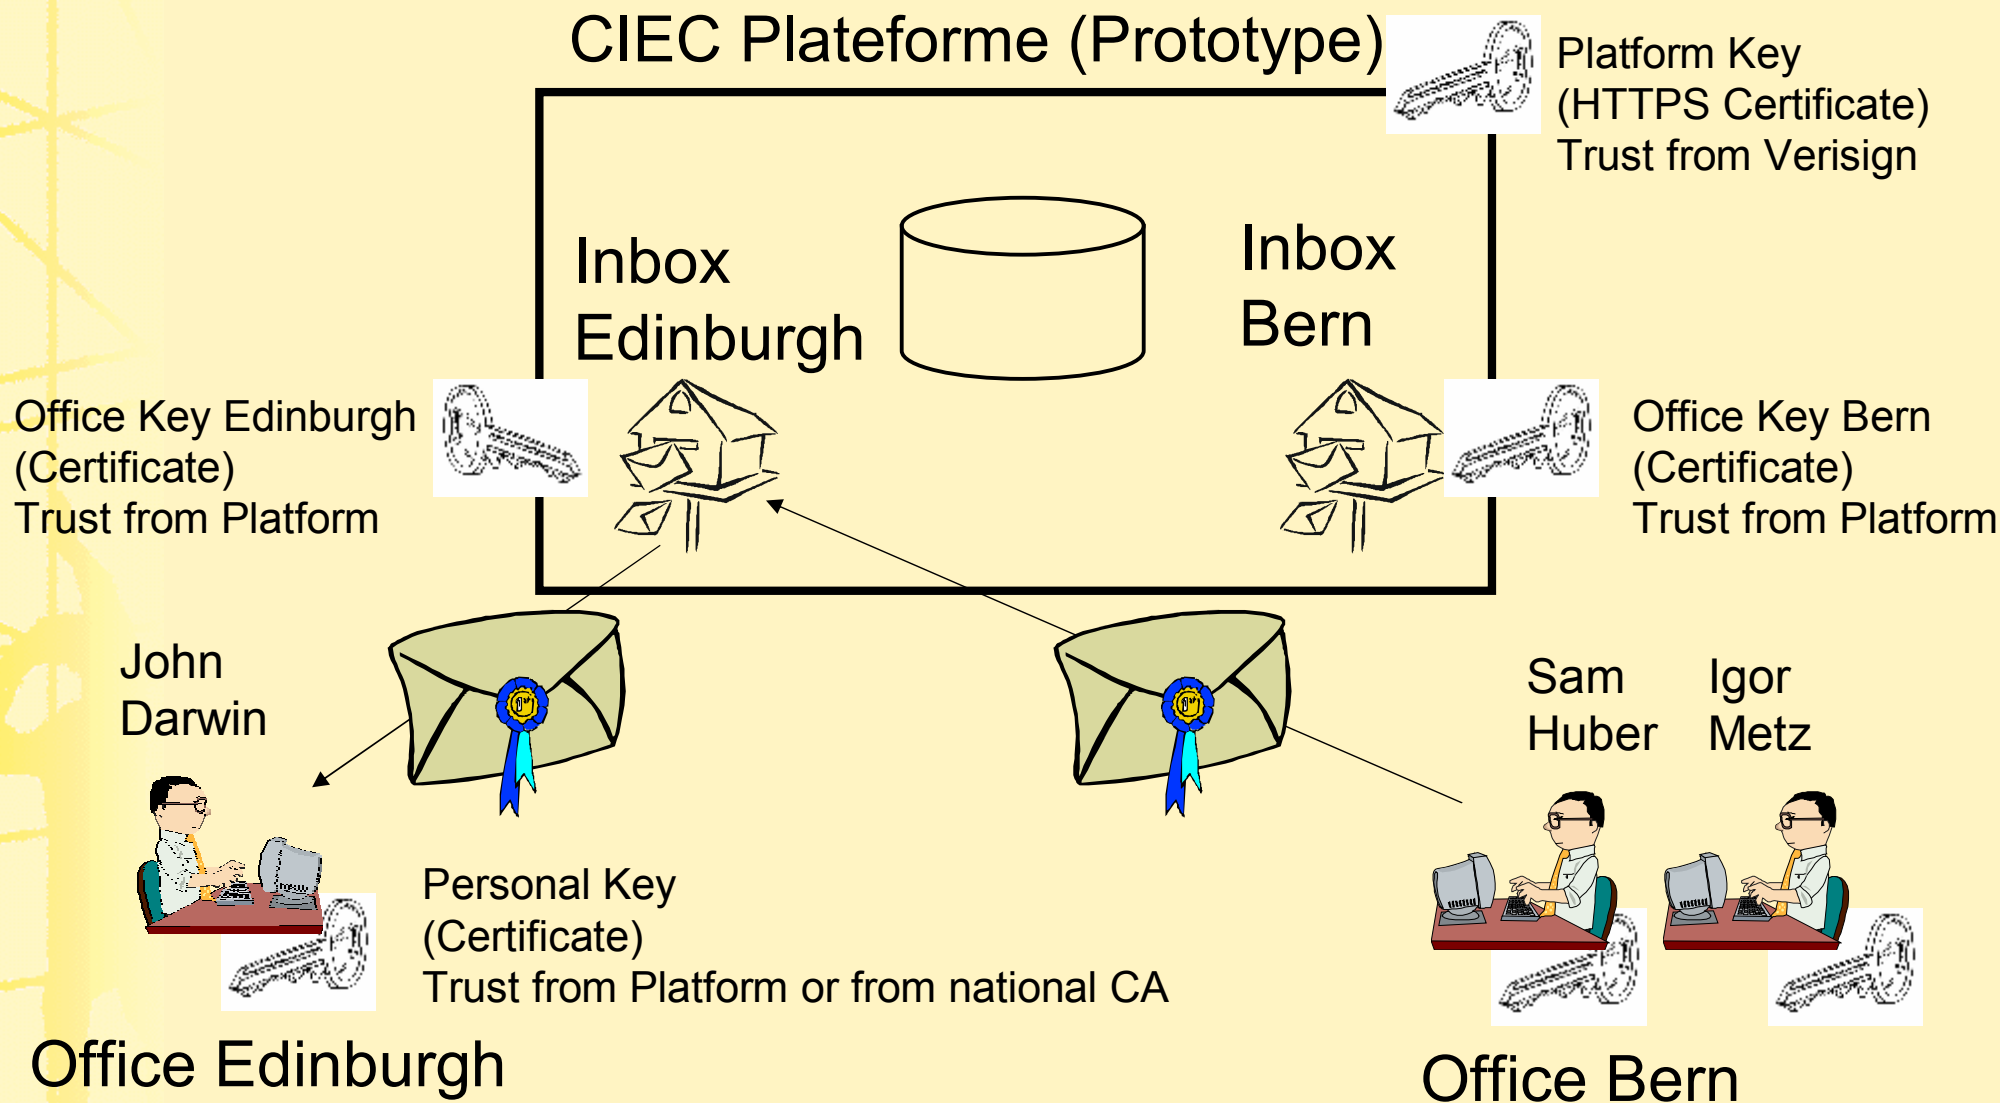 CIEC Plateforme (Prototype)
Platform Key
(HTTPS Certificate)
Trust from Verisign
Inbox
Edinburgh
Inbox
Bern
Office Key Edinburgh
(Certificate)
Trust from Platform
Office Key Bern
(Certificate)
Trust from Platform
John
Darwin
Sam
Huber
Igor
Metz
Personal Key
(Certificate)
Trust from Platform or from national CA
Office Edinburgh
Office Bern